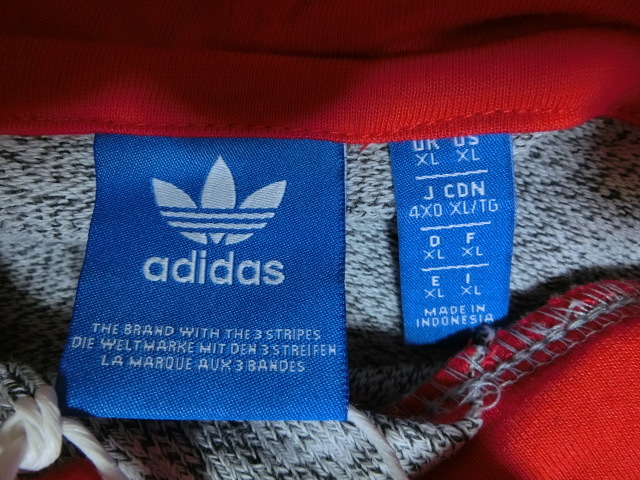 adidas
THE BRAND WITH THE 3 STRIPES
DIE WELTMARKE MIT DEN 3 STREIFEN
LA MARQUE AUX 3 BANDES
UK US
XL XL
J CDN
4XO XL/TG
D F
XL XL
E I
XL XL
MADE IN
INDONESIA